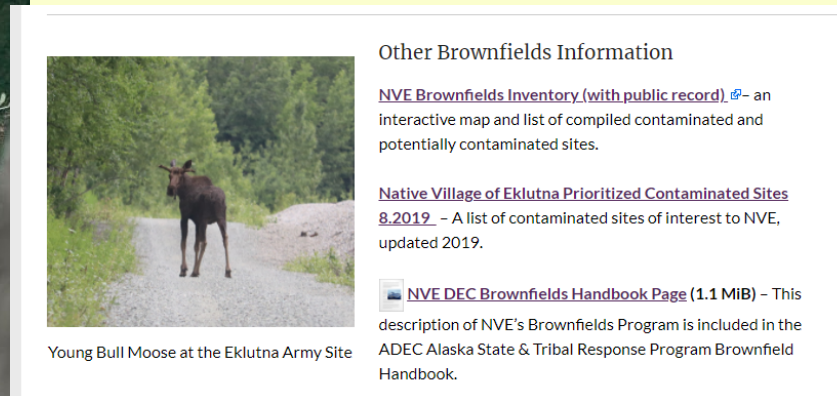 Other Brownfields Information
NVE Brownfields Inventory (with public record) – an
interactive map and list of compiled contaminated and
potentially contaminated sites.
Native Village of Eklutna Prioritized Contaminated Sites
8.2019 – A list of contaminated sites of interest to NVE,
updated 2019.
NVE DEC Brownfields Handbook Page (1.1 MiB) – This
description of NVE’s Brownfields Program is included in the
ADEC Alaska State & Tribal Response Program Brownfield
Handbook.
Young Bull Moose at the Eklutna Army Site